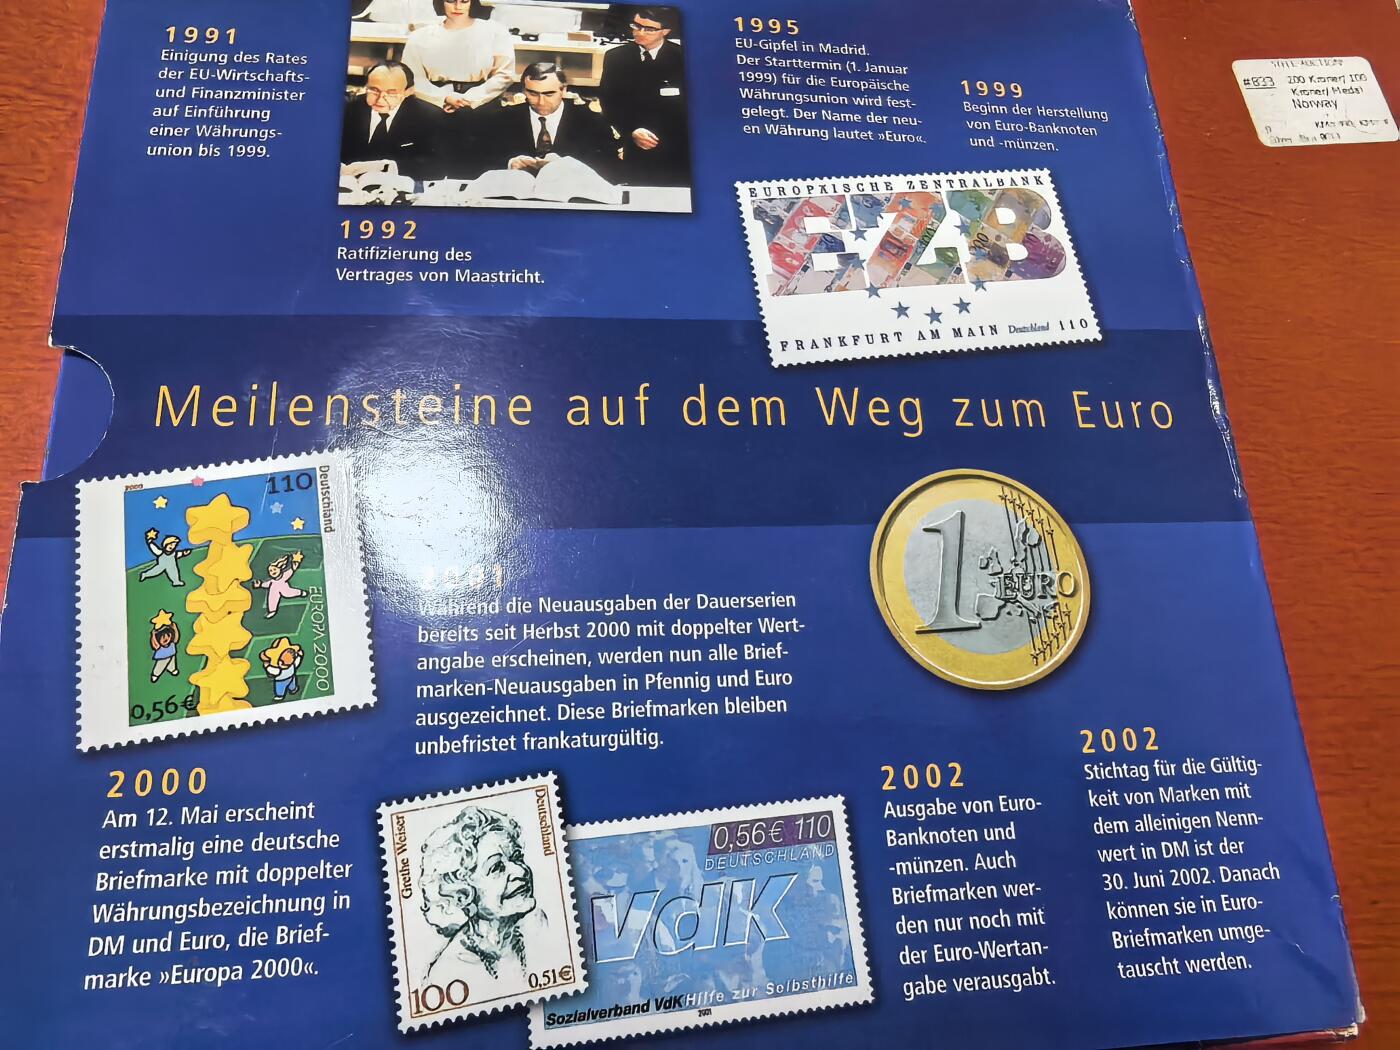 1991
Einigung des Rates
der EU-Wirtschafts-
und Finanzminister
auf Einführung
einer Währungs-
union bis 1999.
1992
Ratifizierung des
Vertrages von Maastricht.
1995
EU-Gipfel in Madrid.
Der Starttermin (1. Januar
1999) für die Europäische
Währungsunion wird fest-
gelegt. Der Name der neu-
en Währung lautet »Euro«.
1999
Beginn der Herstellung
von Euro-Banknoten
und -münzen.
#833 200 Kroner/ 100
Kroner/ Medal
Norway
EUROPÄISCHE ZENTRALBANK
EZB
FRANKFURT AM MAIN Deutschland 110
Meilensteine auf dem Weg zum Euro
2000
110
Deutschland
EUROPA 2000
0,56€
1 EURO
Während die Neuausgaben der Dauerserien
bereits seit Herbst 2000 mit doppelter Wert-
angabe erscheinen, werden nun alle Brief-
marken-Neuausgaben in Pfennig und Euro
ausgezeichnet. Diese Briefmarken bleiben
unbefristet frankaturgültig.
2000
Am 12. Mai erscheint
erstmalig eine deutsche
Briefmarke mit doppelter
Währungsbezeichnung in
DM und Euro, die Brief-
marke »Europa 2000«.
Grethe Weiser
Deutschland
100
0,51€
0,56€ 110
DEUTSCHLAND
VdK
Sozialverband VdK Hilfe zur Selbsthilfe
2001
2002
Ausgabe von Euro-
Banknoten und
-münzen. Auch
Briefmarken wer-
den nur noch mit
der Euro-Wertan-
gabe verausgabt.
2002
Stichtag für die Gültig-
keit von Marken mit
dem alleinigen Nenn-
wert in DM ist der
30. Juni 2002. Danach
können sie in Euro-
Briefmarken umge-
tauscht werden.